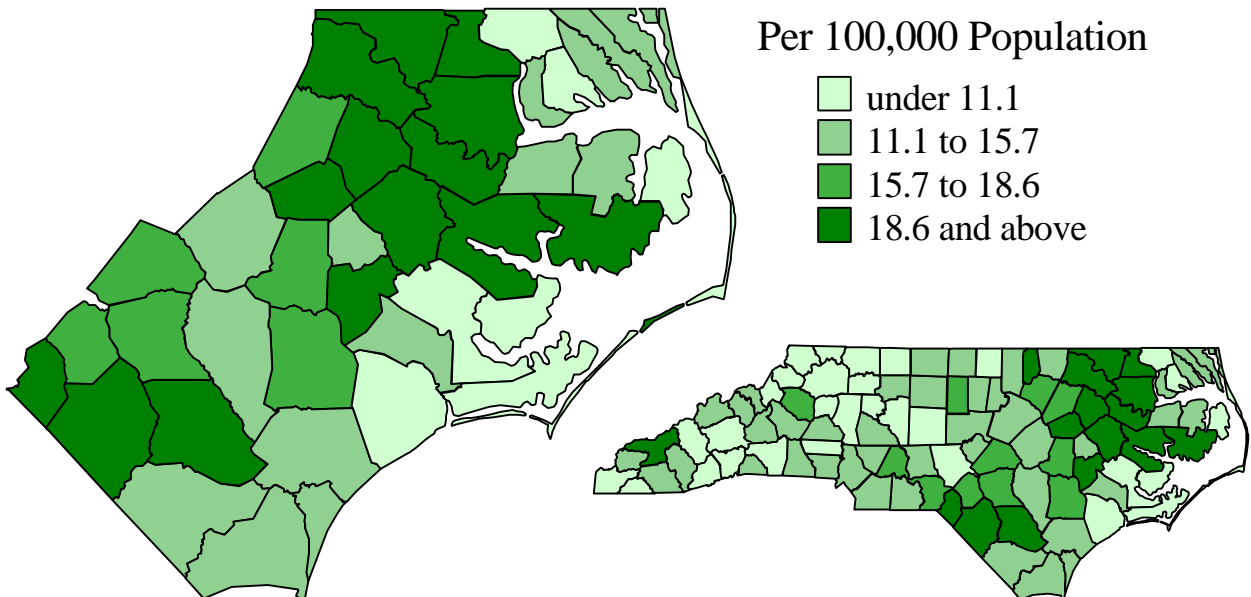 Per 100,000 Population
under 11.1
11.1 to 15.7
15.7 to 18.6
18.6 and above